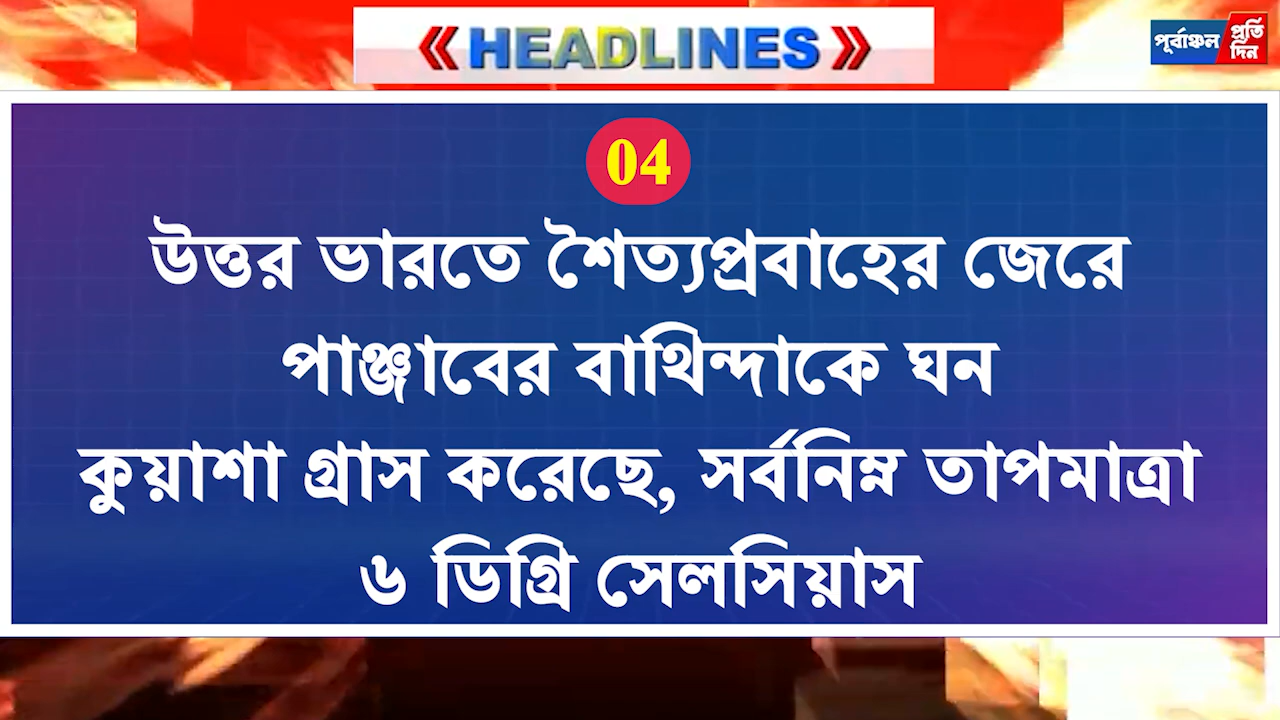 《HEADLINES》
পূর্বাঞ্চল
প্রতি
দিন
04
উত্তর ভারতে শৈত্যপ্রবাহের জেরে
পাঞ্জাবের বাথিন্দাকে ঘন
কুয়াশা গ্রাস করেছে, সর্বনিম্ন তাপমাত্রা
৬ ডিগ্রি সেলসিয়াস